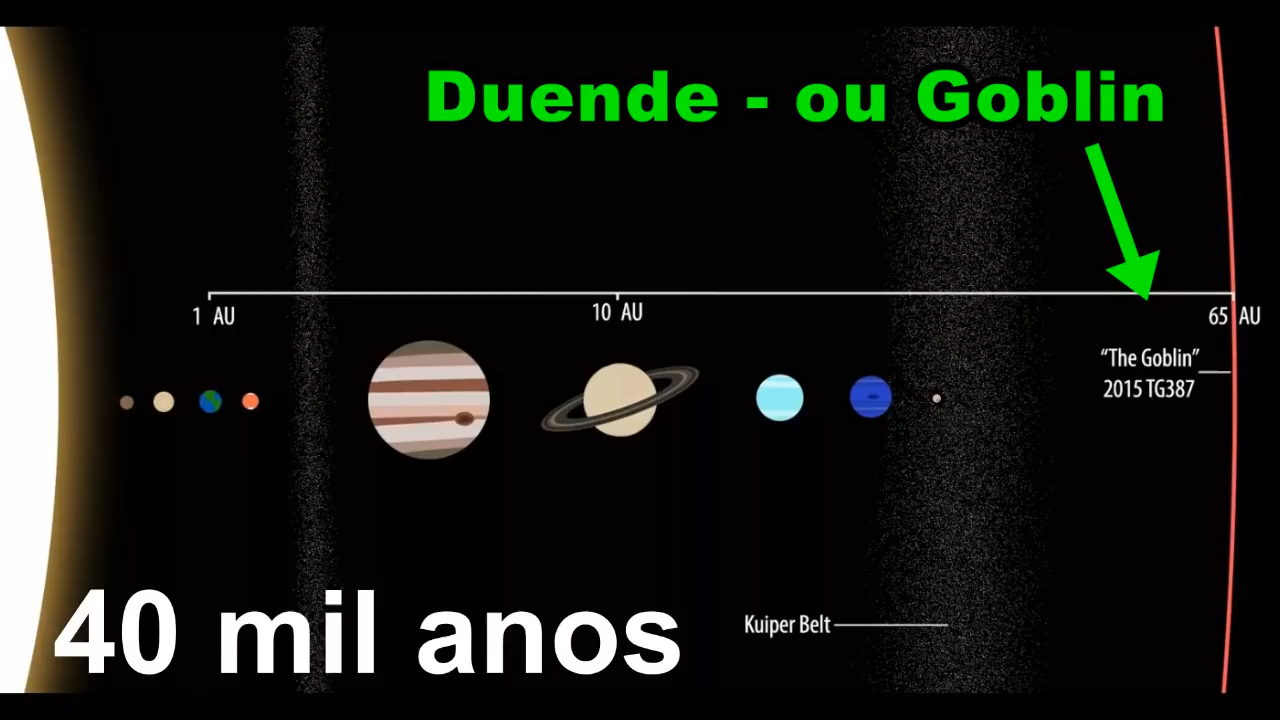 Duende - ou Goblin
1 AU
10 AU
65 AU
“The Goblin”
2015 TG387
Kuiper Belt
40 mil anos